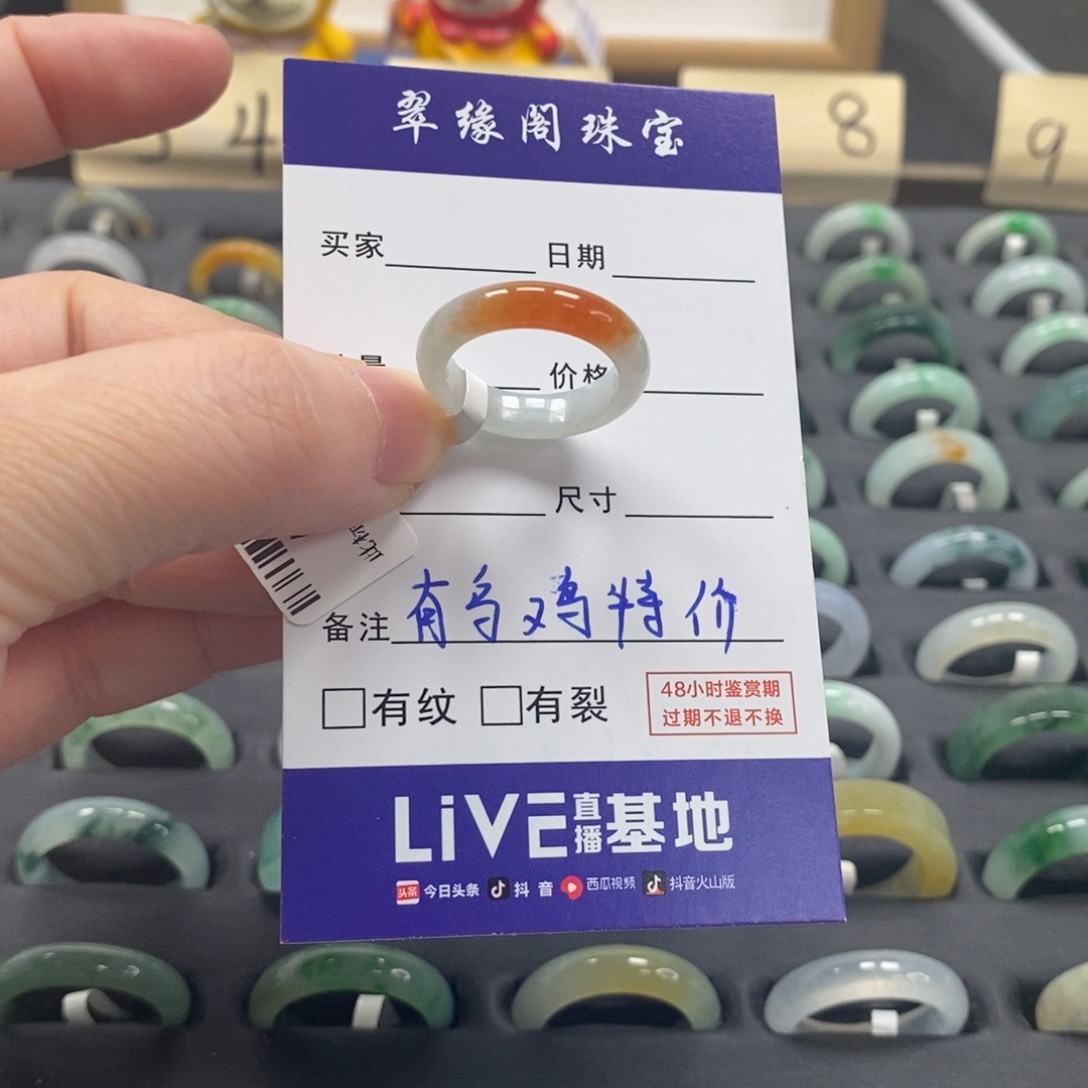 4
8
9
翠缘阁珠宝
买家 日期
价格
尺寸
此标
备注 有乌鸡特价
□有纹 □有裂
48小时鉴赏期
过期不退不换
LiVE直播基地
头条 今日头条 抖音 西瓜视频 抖音火山版